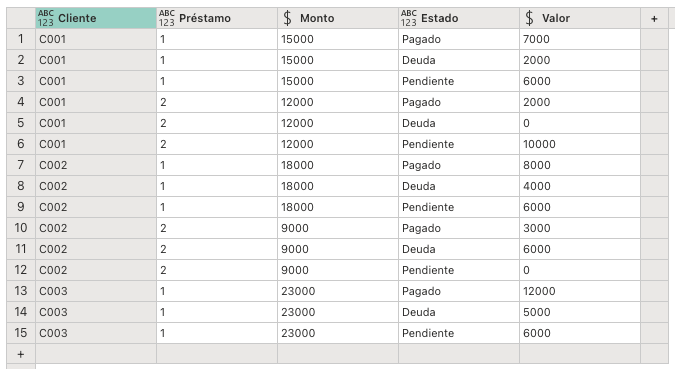 ABC 123 Cliente ABC 123 Préstamo $ Monto ABC 123 Estado $ Valor +
1 C001 1 15000 Pagado 7000
2 C001 1 15000 Deuda 2000
3 C001 1 15000 Pendiente 6000
4 C001 2 12000 Pagado 2000
5 C001 2 12000 Deuda 0
6 C001 2 12000 Pendiente 10000
7 C002 1 18000 Pagado 8000
8 C002 1 18000 Deuda 4000
9 C002 1 18000 Pendiente 6000
10 C002 2 9000 Pagado 3000
11 C002 2 9000 Deuda 6000
12 C002 2 9000 Pendiente 0
13 C003 1 23000 Pagado 12000
14 C003 1 23000 Deuda 5000
15 C003 1 23000 Pendiente 6000
+